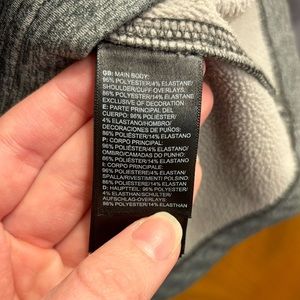 GB: MAIN BODY:
96% POLYESTER/4% ELASTANE/
SHOULDER/CUFF OVERLAYS:
86% POLYESTER/14% ELASTANE
EXCLUSIVE OF DECORATION
E: PARTE PRINCIPAL DEL
CUERPO: 96% POLIÉSTER/
4% ELASTANO/HOMBRO/
DECORACIONES DE PUÑOS:
86% POLIÉSTER/14% ELASTANO
P: CORPO PRINCIPAL:
96% POLIÉSTER/4% ELASTANO/
OMBRO/CAMADAS DO PUNHO
86% POLIÉSTER/14% ELASTANO
I: CORPO PRINCIPALE:
96% POLIESTERE/4% ELASTAN/
SPALLA/RIVESTIMENTI POLSINO:
86% POLIESTERE/14% ELASTAN
D: HAUPTTEIL: 96% POLYESTER/
4% ELASTHAN/SCHULTER/
AUFSCHLAG-OVERLAYS:
86% POLYESTER/14% ELASTHAN